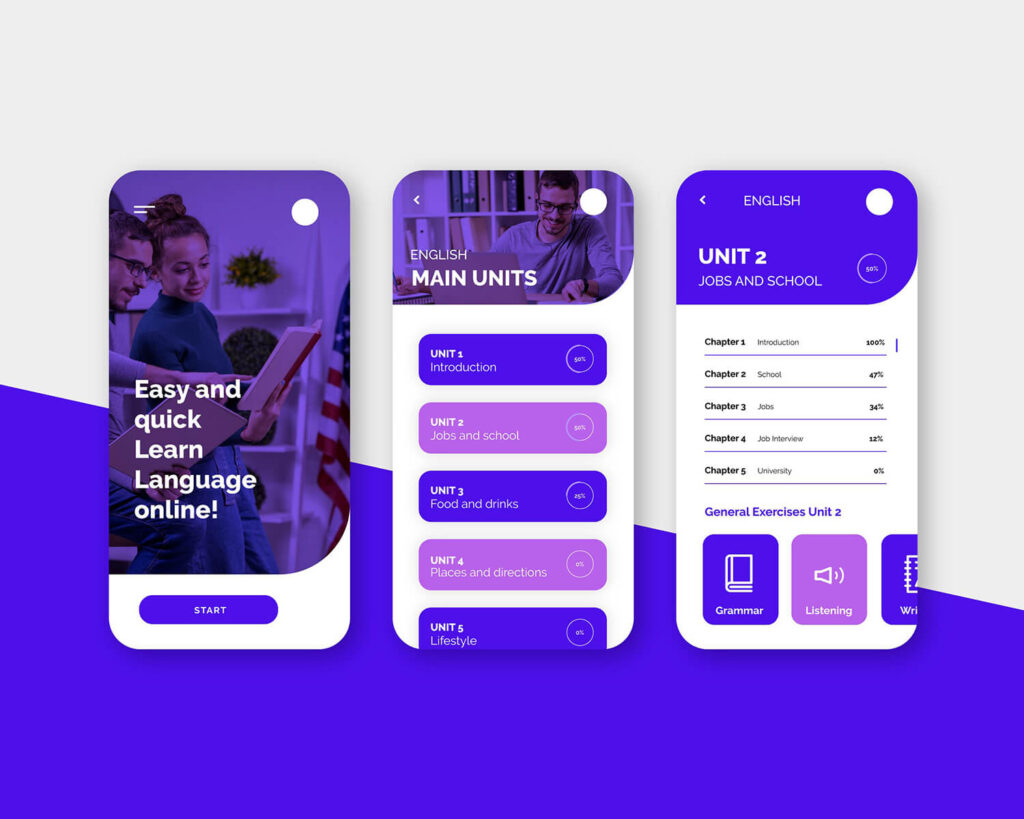 Easy and
quick
Learn
Language
online!
START
ENGLISH
MAIN UNITS
UNIT 1
Introduction
50%
UNIT 2
Jobs and school
50%
UNIT 3
Food and drinks
25%
UNIT 4
Places and directions
0%
UNIT 5
Lifestyle
0%
ENGLISH
UNIT 2
JOBS AND SCHOOL
50%
Chapter 1 Introduction 100%
Chapter 2 School 47%
Chapter 3 Jobs 34%
Chapter 4 Job Interview 12%
Chapter 5 University 0%
General Exercises Unit 2
Grammar
Listening
Wri